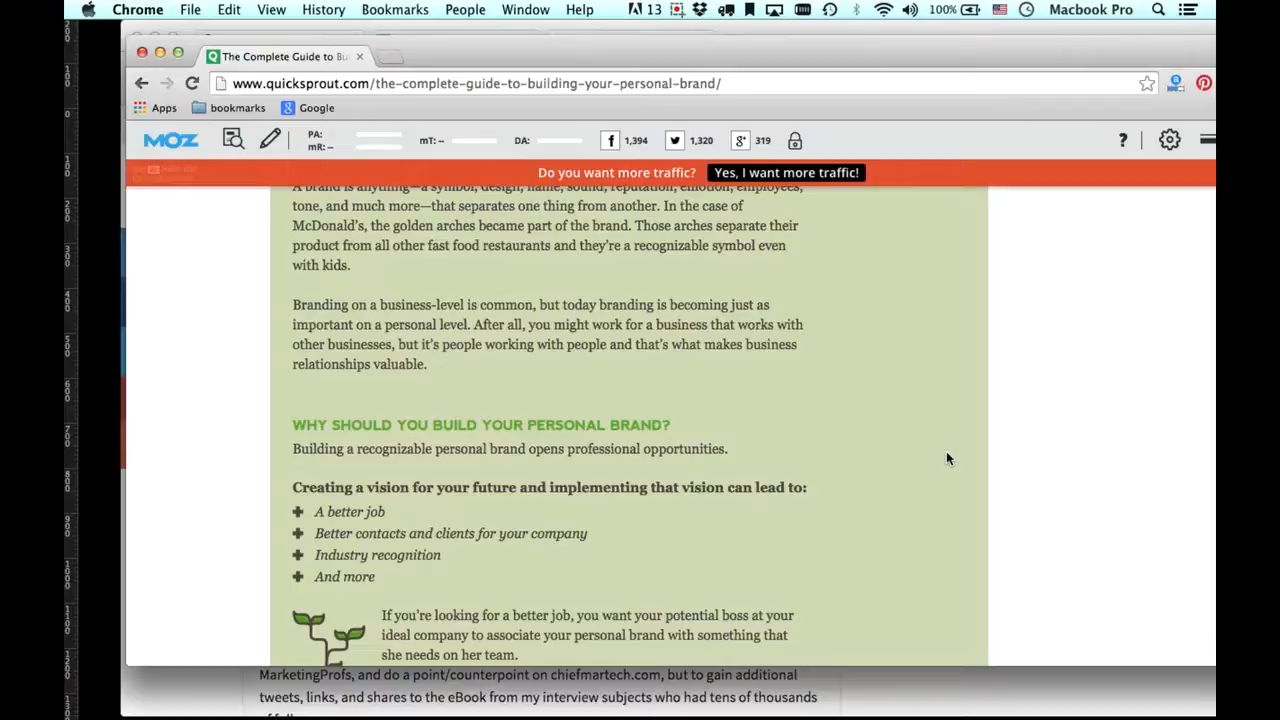 Chrome File Edit View History Bookmarks People Window Help 13 100% Macbook Pro
The Complete Guide to Bu
www.quicksprout.com/the-complete-guide-to-building-your-personal-brand/
Apps bookmarks Google
MOZ PA: mR: -- mT: -- DA: 1,394 1,320 319 ?
Do you want more traffic? Yes, I want more traffic!
A brand is anything—a symbol, design, name, sound, reputation, emotion, employees,
tone, and much more—that separates one thing from another. In the case of
McDonald's, the golden arches became part of the brand. Those arches separate their
product from all other fast food restaurants and they're a recognizable symbol even
with kids.
Branding on a business-level is common, but today branding is becoming just as
important on a personal level. After all, you might work for a business that works with
other businesses, but it's people working with people and that's what makes business
relationships valuable.
WHY SHOULD YOU BUILD YOUR PERSONAL BRAND?
Building a recognizable personal brand opens professional opportunities.
Creating a vision for your future and implementing that vision can lead to:
A better job
Better contacts and clients for your company
Industry recognition
And more
If you're looking for a better job, you want your potential boss at your
ideal company to associate your personal brand with something that
she needs on her team.
MarketingProfs, and do a point/counterpoint on chiefmartech.com, but to gain additional
tweets, links, and shares to the eBook from my interview subjects who had tens of thousands